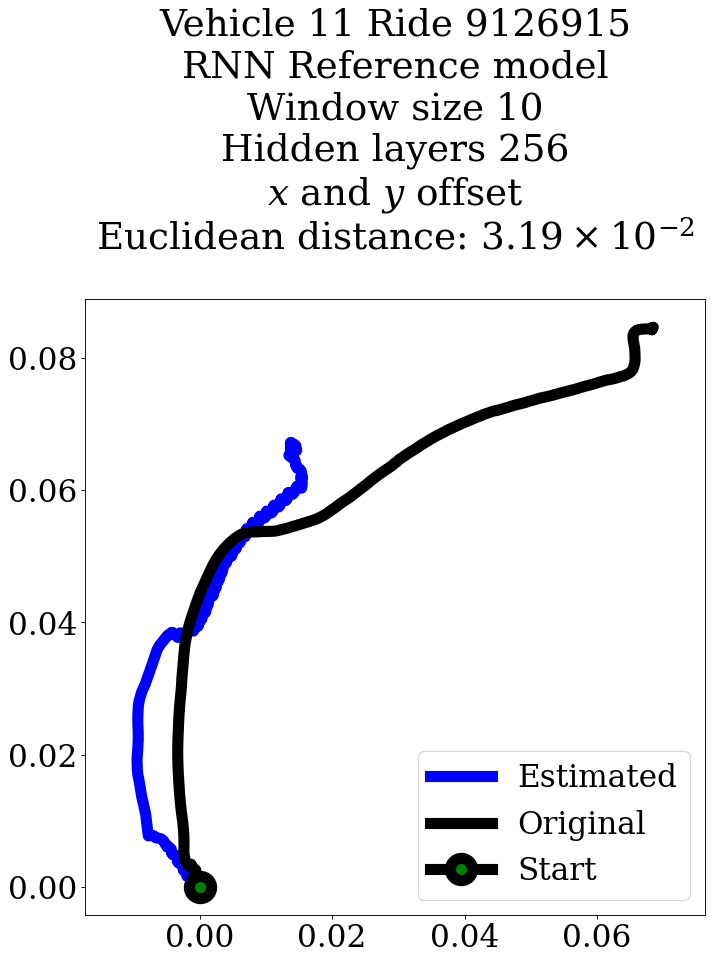 Vehicle 11 Ride 9126915
RNN Reference model
Window size 10
Hidden layers 256
x and y offset
Euclidean distance: 3.19 × 10⁻²
0.08
0.06
0.04
0.02
0.00
Estimated
Original
Start
0.00 0.02 0.04 0.06